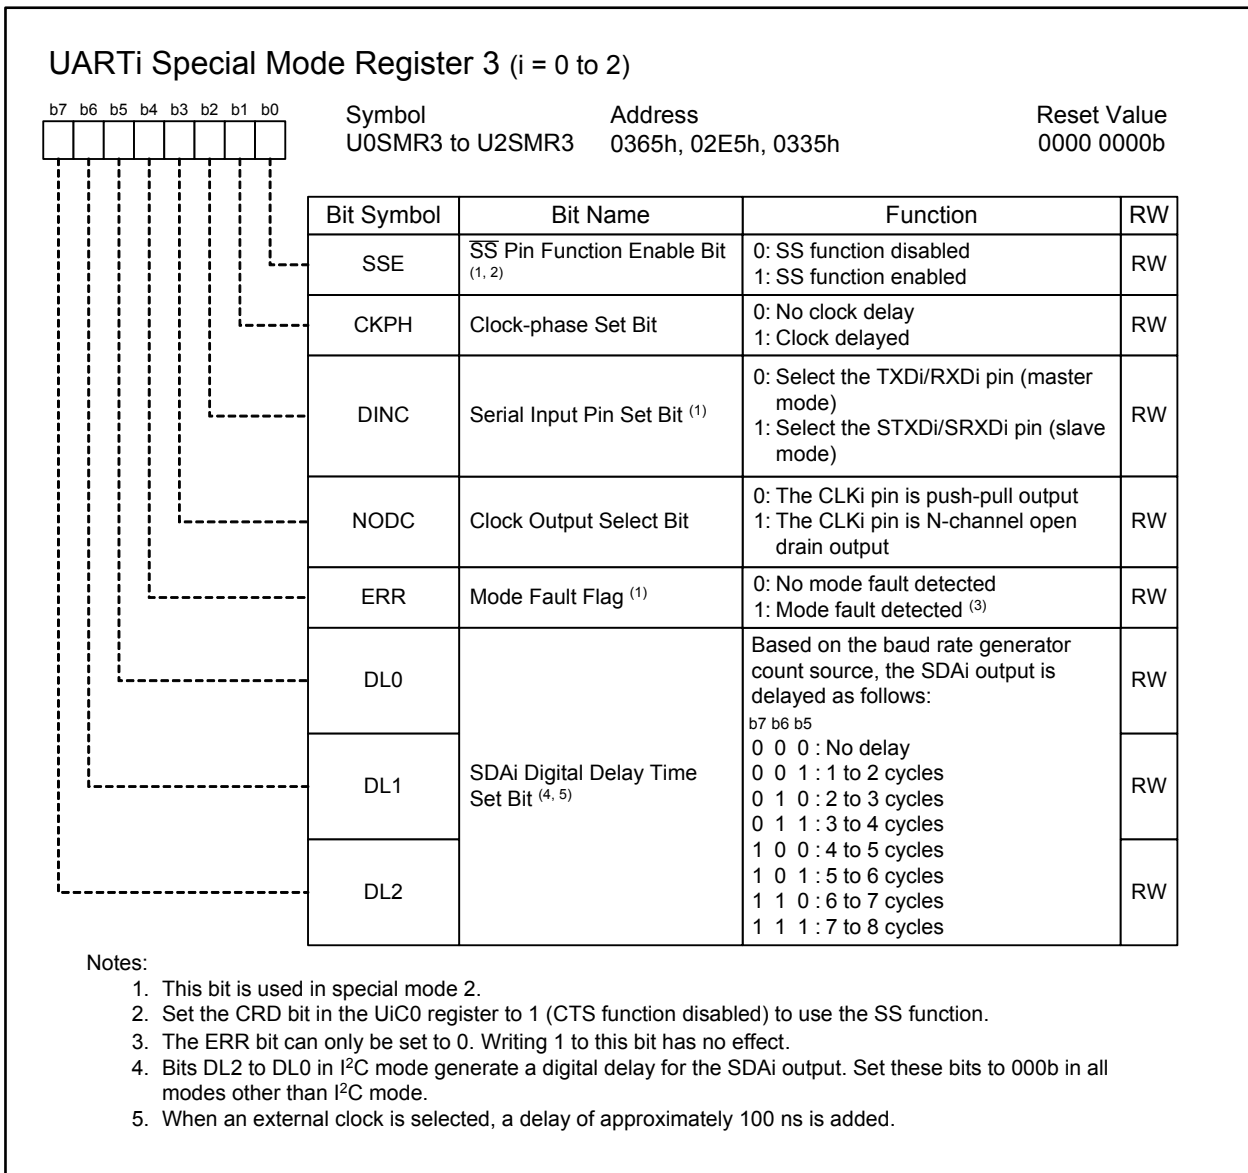 UARTi Special Mode Register 3 (i = 0 to 2)
b7 b6 b5 b4 b3 b2 b1 b0
Symbol Address Reset Value
U0SMR3 to U2SMR3 0365h, 02E5h, 0335h 0000 0000b
Bit Symbol Bit Name Function RW
SSE S̅S̅ Pin Function Enable Bit (1, 2) 0: SS function disabled RW
1: SS function enabled
CKPH Clock-phase Set Bit 0: No clock delay RW
1: Clock delayed
DINC Serial Input Pin Set Bit (1) 0: Select the TXDi/RXDi pin (master RW
mode)
1: Select the STXDi/SRXDi pin (slave
mode)
NODC Clock Output Select Bit 0: The CLKi pin is push-pull output RW
1: The CLKi pin is N-channel open
drain output
ERR Mode Fault Flag (1) 0: No mode fault detected RW
1: Mode fault detected (3)
DL0 Based on the baud rate generator RW
count source, the SDAi output is
delayed as follows:
b7 b6 b5
0 0 0 : No delay
DL1 SDAi Digital Delay Time 0 0 1 : 1 to 2 cycles RW
Set Bit (4, 5) 0 1 0 : 2 to 3 cycles
0 1 1 : 3 to 4 cycles
1 0 0 : 4 to 5 cycles
DL2 1 0 1 : 5 to 6 cycles RW
1 1 0 : 6 to 7 cycles
1 1 1 : 7 to 8 cycles
Notes:
1. This bit is used in special mode 2.
2. Set the CRD bit in the UiC0 register to 1 (CTS function disabled) to use the SS function.
3. The ERR bit can only be set to 0. Writing 1 to this bit has no effect.
4. Bits DL2 to DL0 in I²C mode generate a digital delay for the SDAi output. Set these bits to 000b in all
modes other than I²C mode.
5. When an external clock is selected, a delay of approximately 100 ns is added.